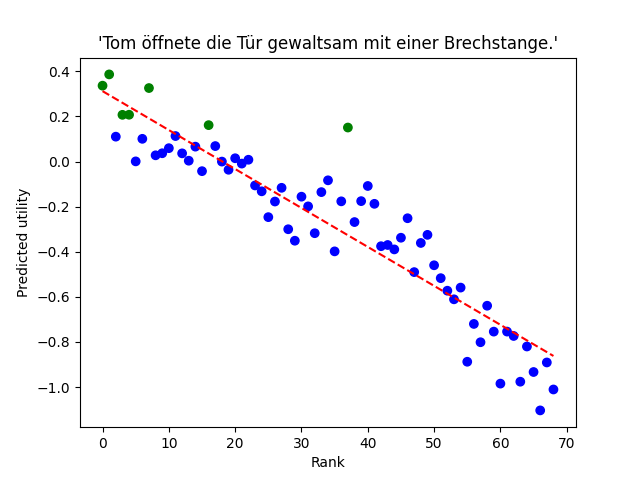 'Tom öffnete die Tür gewaltsam mit einer Brechstange.'
0.4
0.2
0.0
−0.2
−0.4
−0.6
−0.8
−1.0
Predicted utility
0 10 20 30 40 50 60 70
Rank